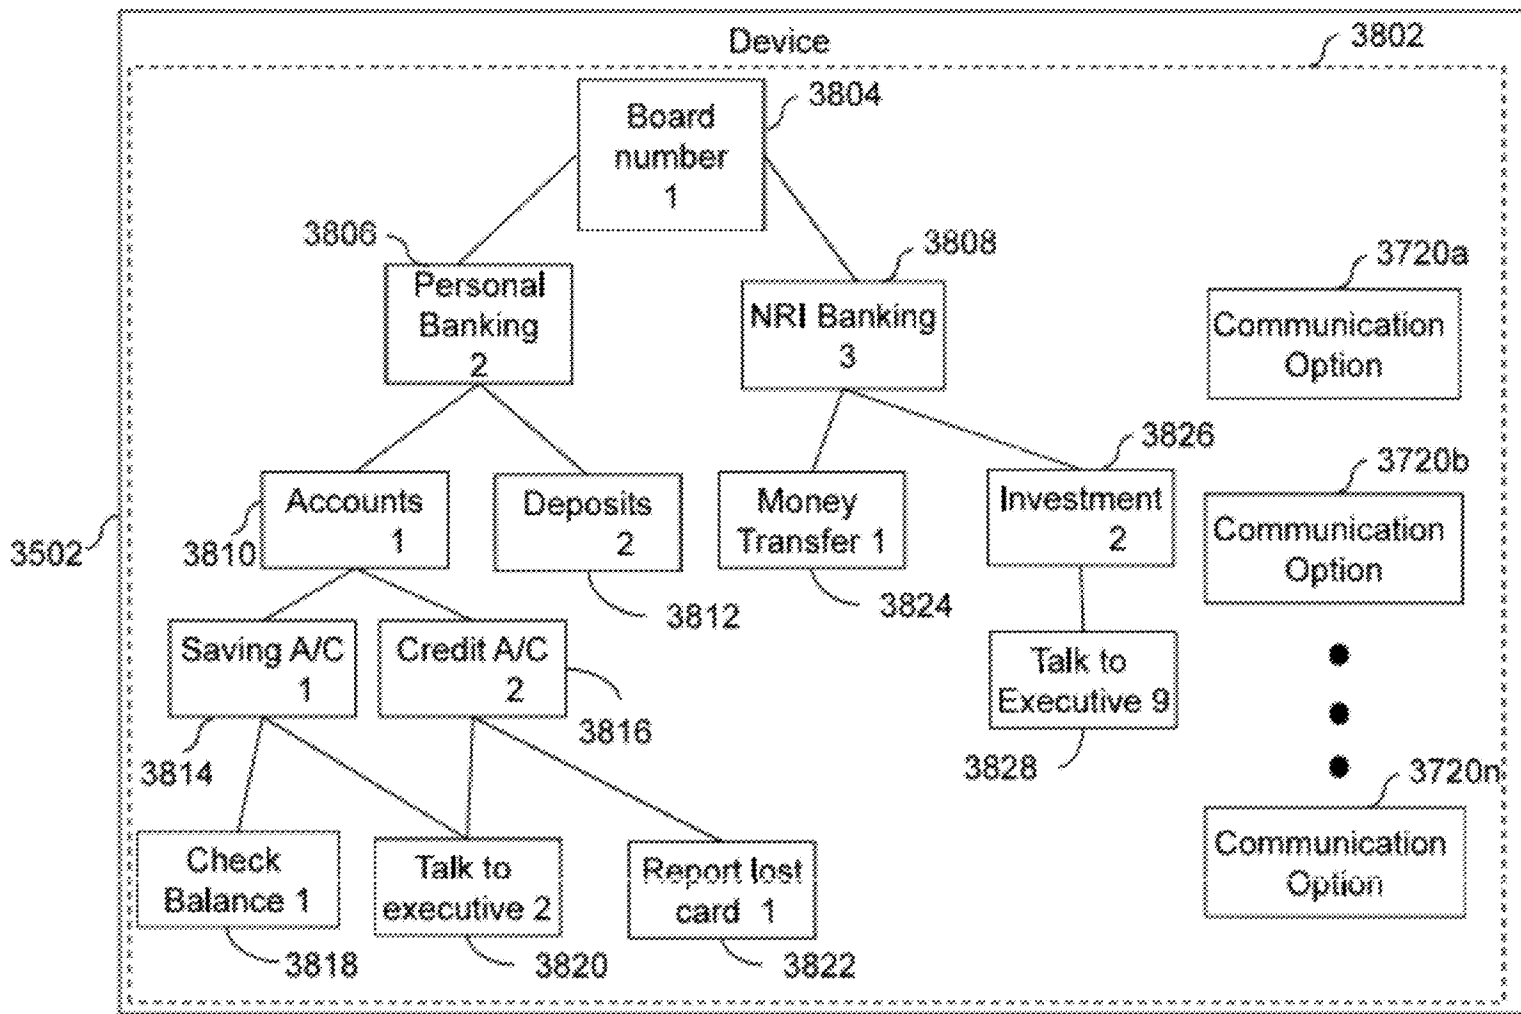 Device
3802
Board
number
1
3804
3806
Personal
Banking
2
3808
NRI Banking
3
3720a
Communication
Option
3502
3810
Accounts
1
Deposits
2
3812
Money
Transfer 1
3824
3826
Investment
2
3720b
Communication
Option
Saving A/C
1
3814
Credit A/C
2
3816
Talk to
Executive 9
3828
3720n
Communication
Option
Check
Balance 1
3818
Talk to
executive 2
3820
Report lost
card 1
3822